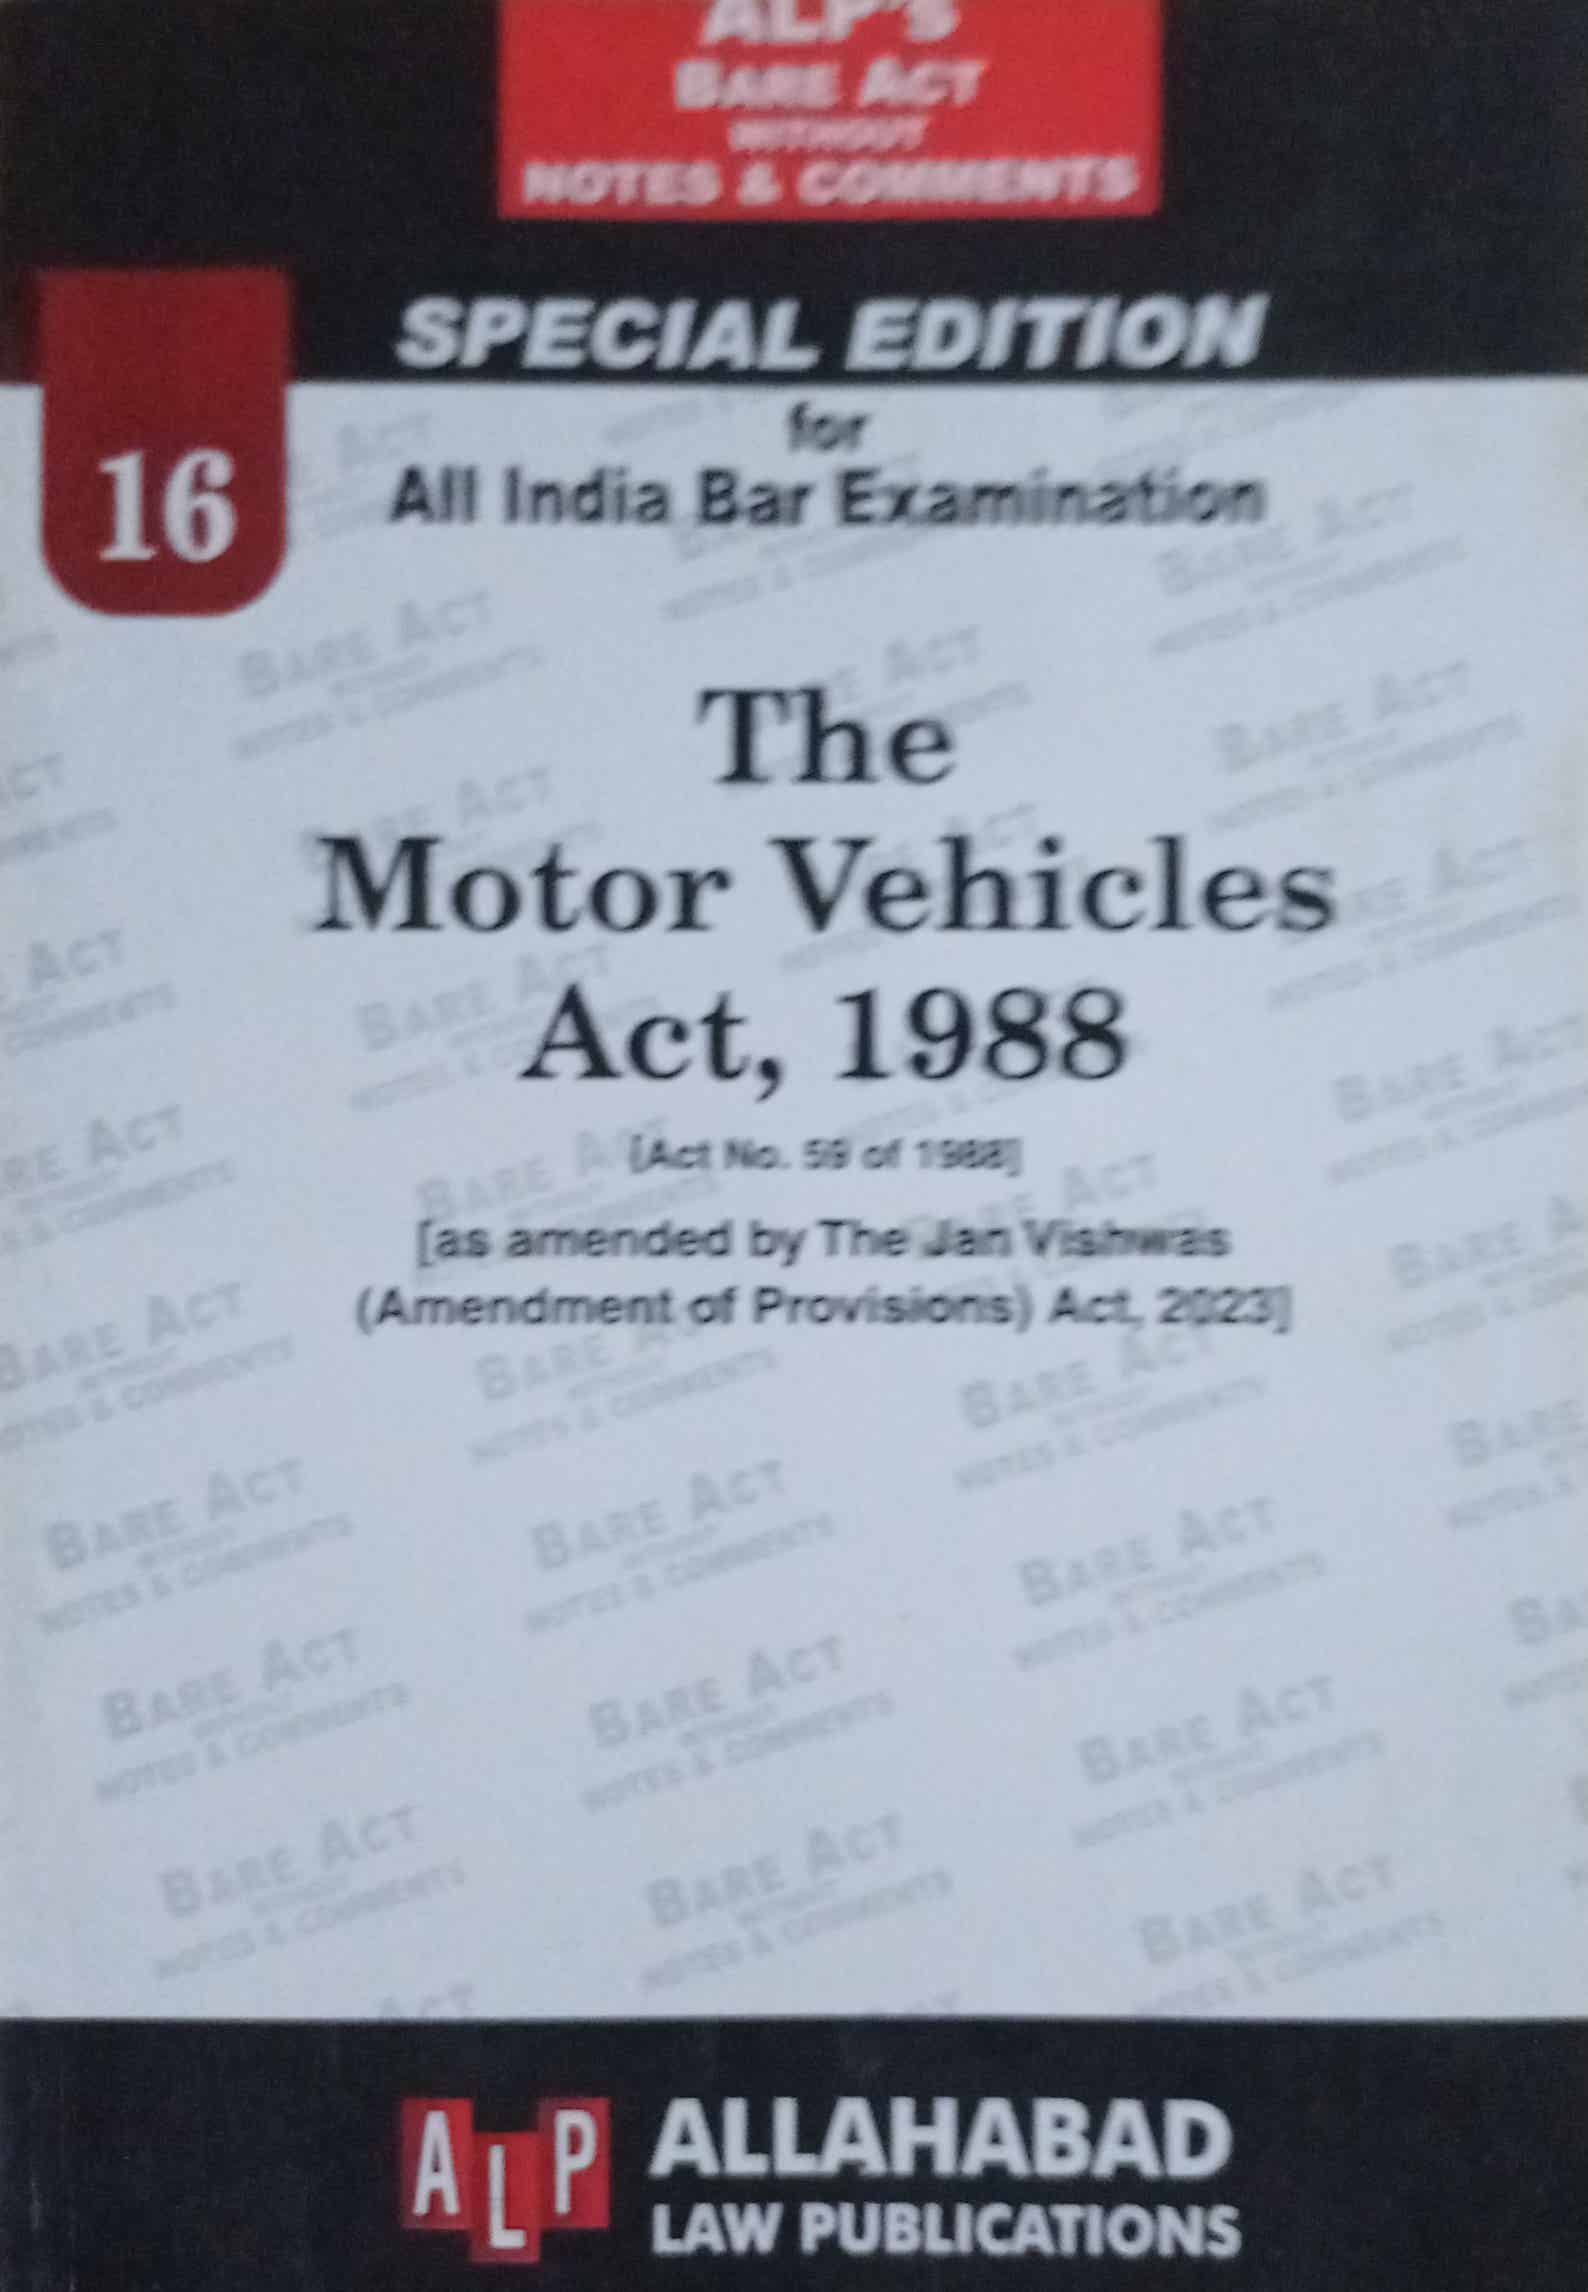 ALP's
BARE ACT
WITHOUT
NOTES & COMMENTS
SPECIAL EDITION
for
All India Bar Examination
16
The
Motor Vehicles
Act, 1988
[Act No. 59 of 1988]
[as amended by The Jan Vishwas
(Amendment of Provisions) Act, 2023]
ALP
ALLAHABAD
LAW PUBLICATIONS